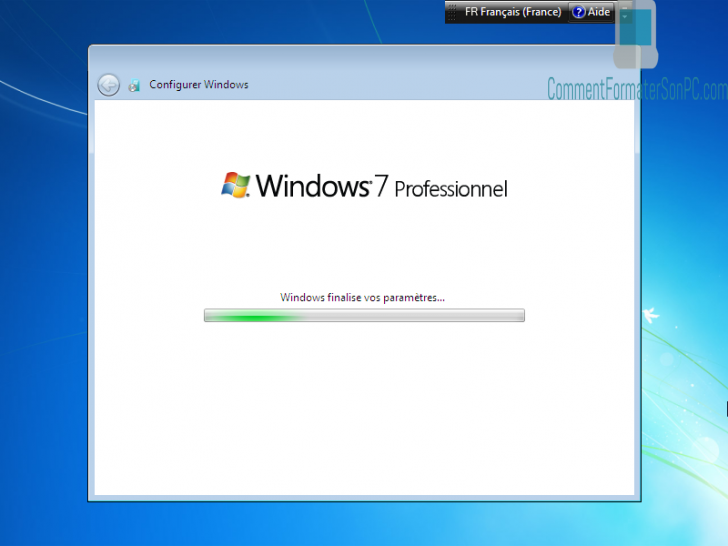 FR Français (France) Aide
CommentFormaterSonPC.com
Configurer Windows
Windows 7 Professionnel
Windows finalise vos paramètres...